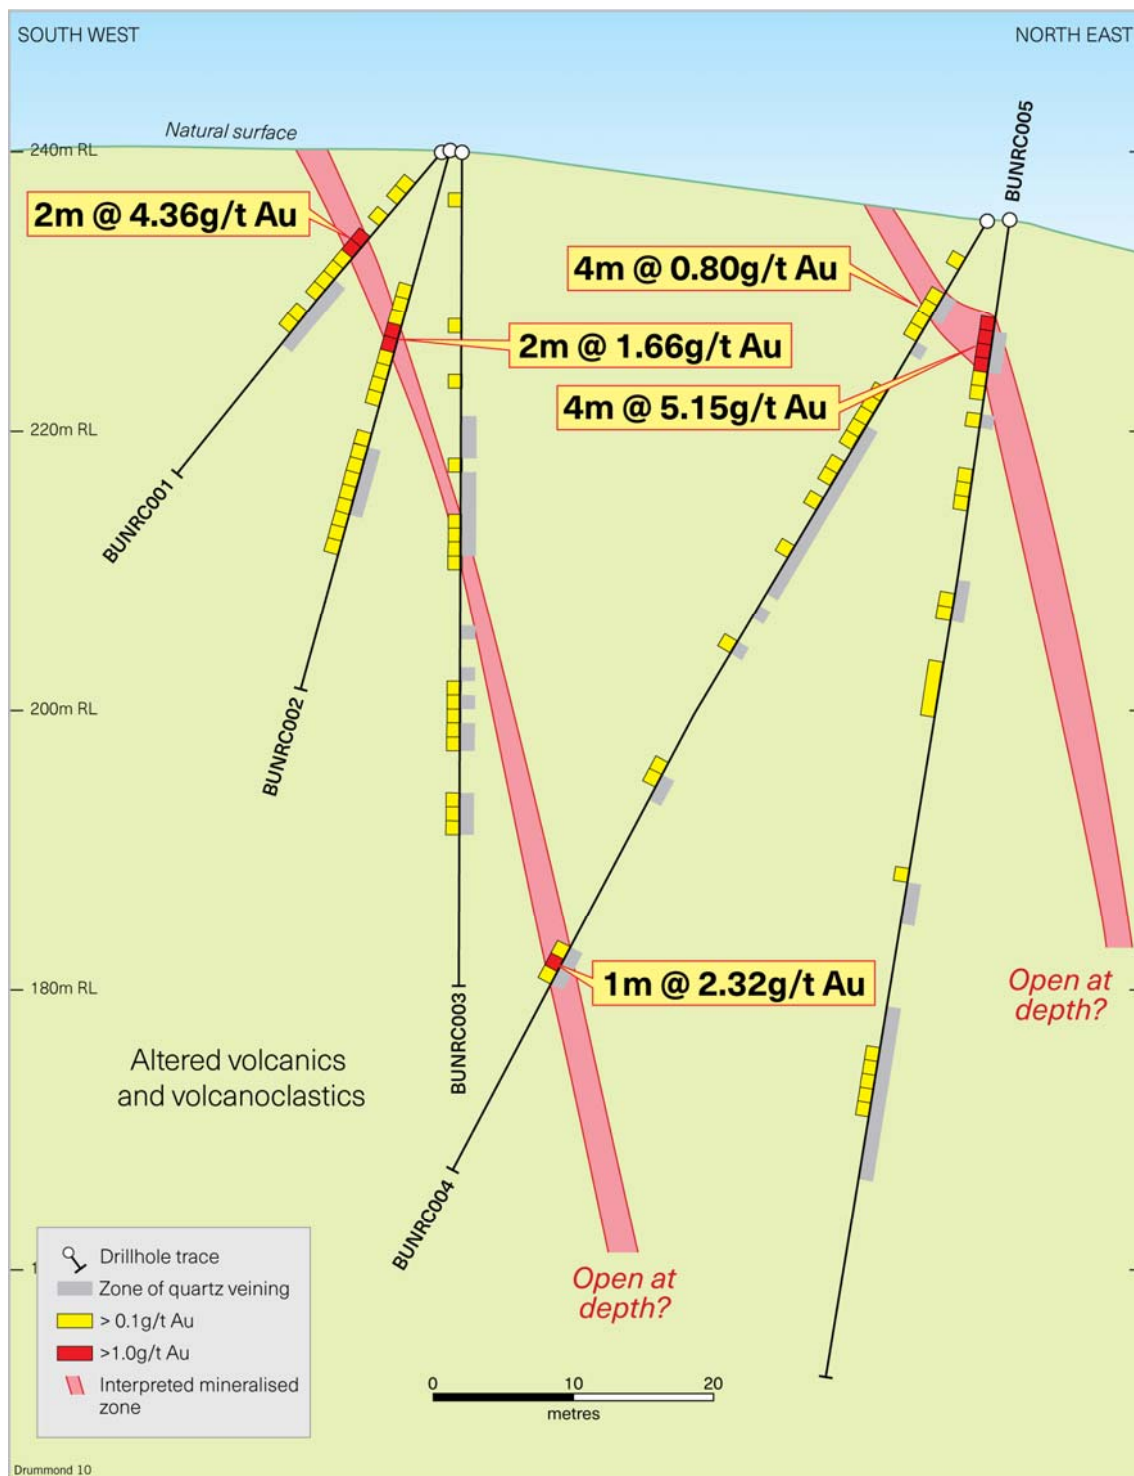 SOUTH WEST
NORTH EAST
Natural surface
240m RL
BUNRC005
2m @ 4.36g/t Au
4m @ 0.80g/t Au
2m @ 1.66g/t Au
4m @ 5.15g/t Au
220m RL
BUNRC001
200m RL
BUNRC002
180m RL
1m @ 2.32g/t Au
Open at
depth?
BUNRC003
Altered volcanics
and volcanoclastics
BUNRC004
Open at
depth?
Drillhole trace
Zone of quartz veining
> 0.1g/t Au
>1.0g/t Au
Interpreted mineralised
zone
0 10 20
metres
Drummond 10